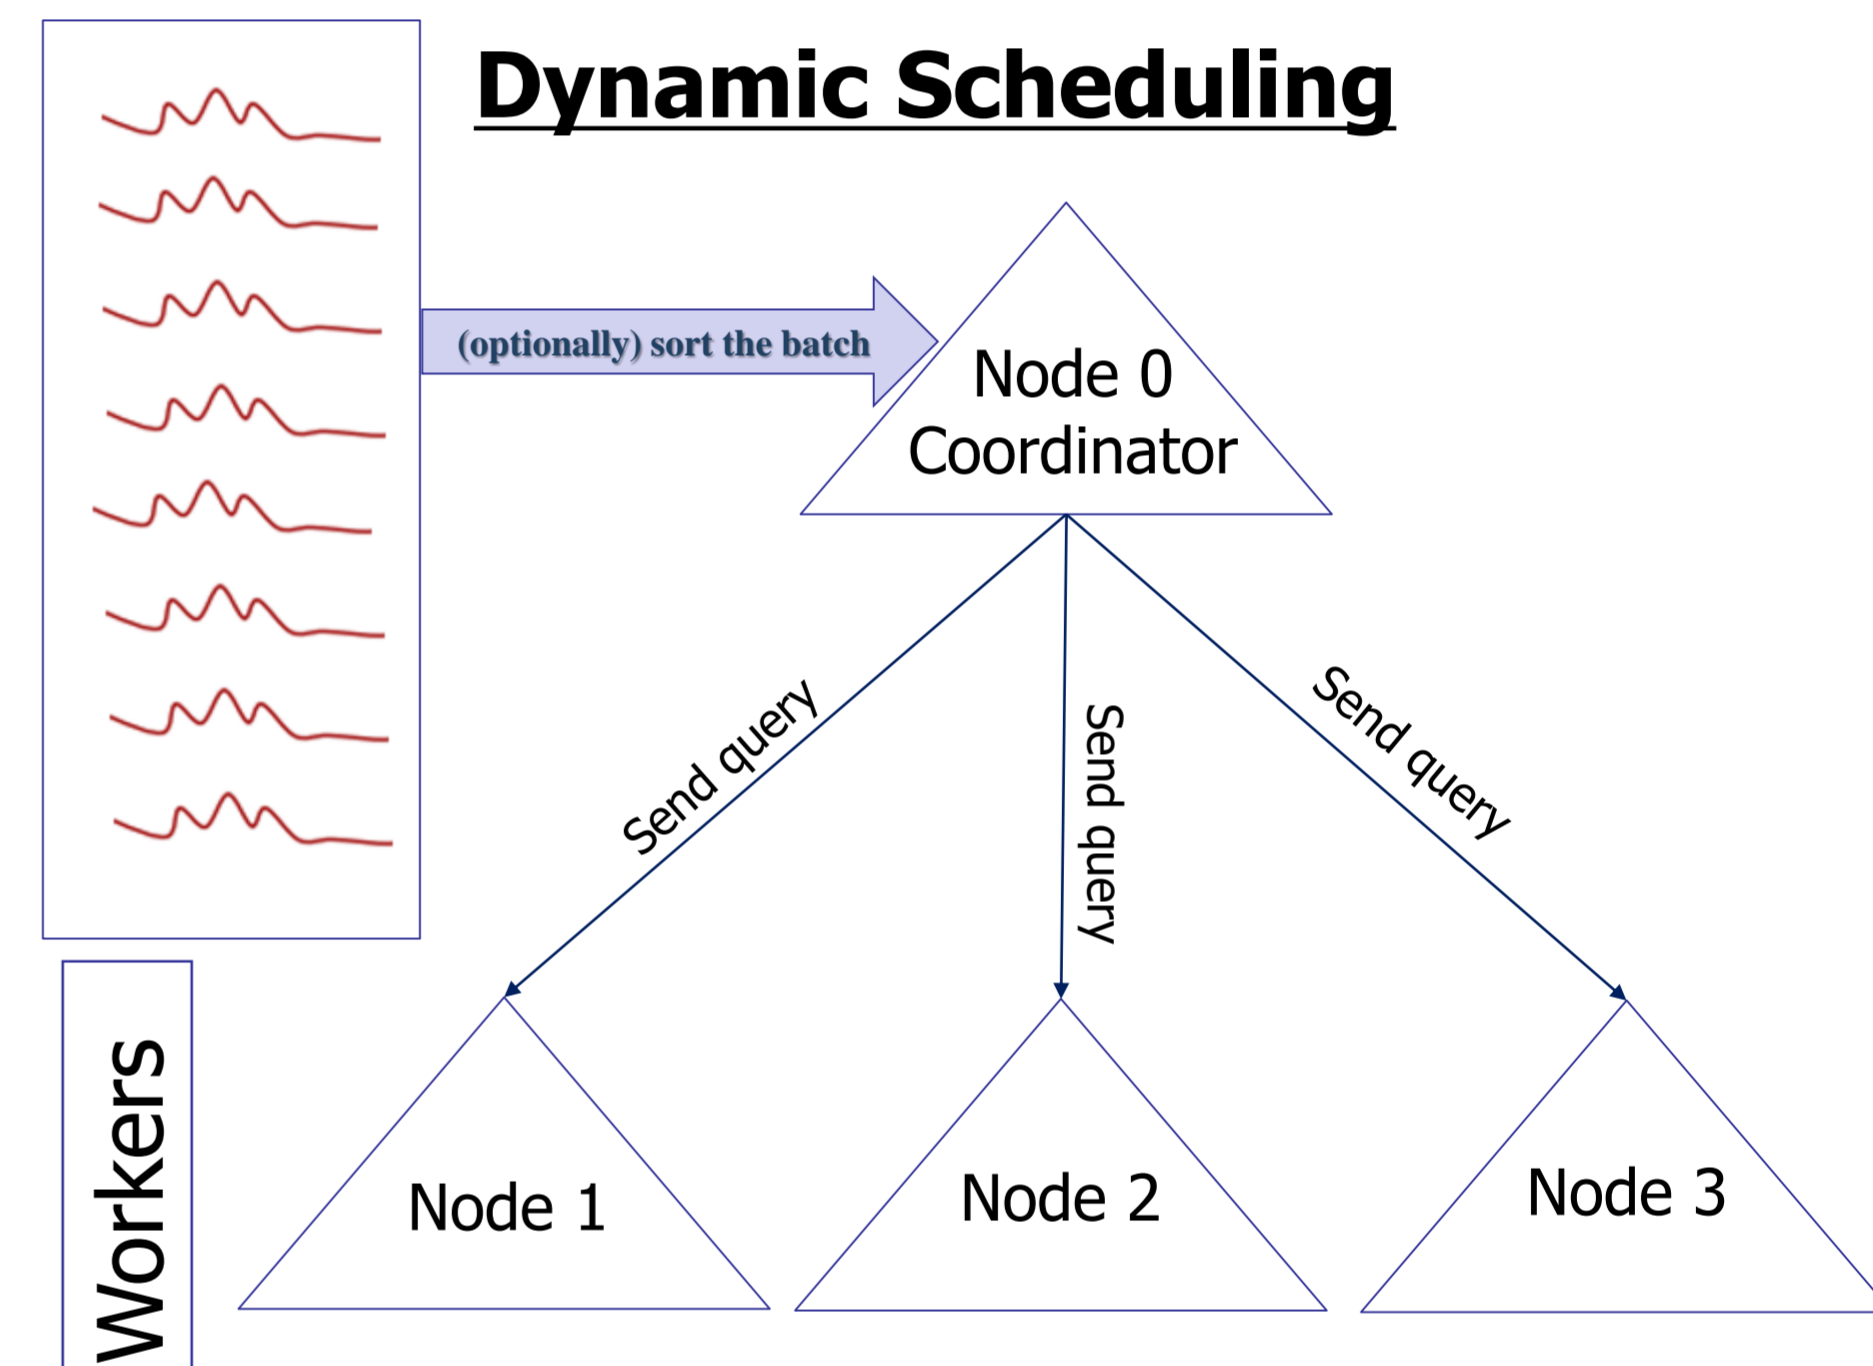 Dynamic Scheduling
(optionally) sort the batch
Node 0
Coordinator
Send query
Send query
Send query
Workers
Node 1
Node 2
Node 3